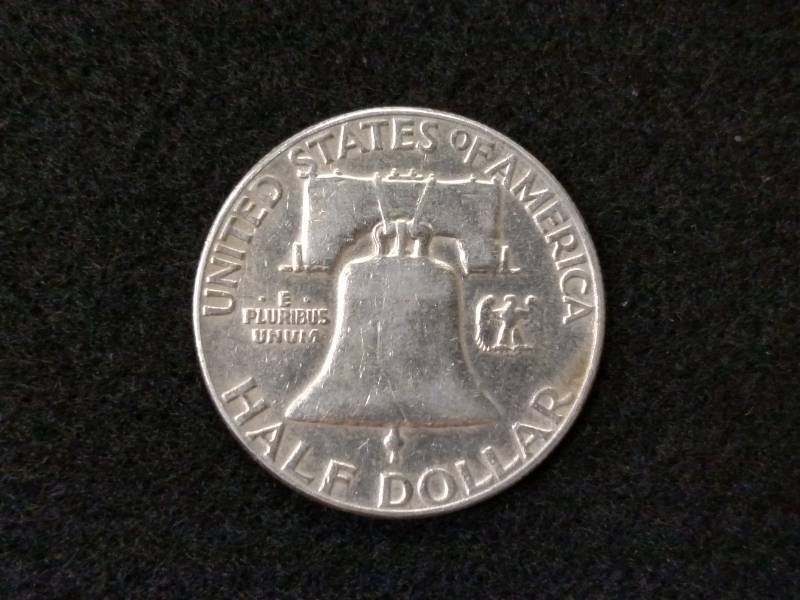 UNITED STATES OF AMERICA
· E ·
PLURIBUS
UNUM
HALF DOLLAR